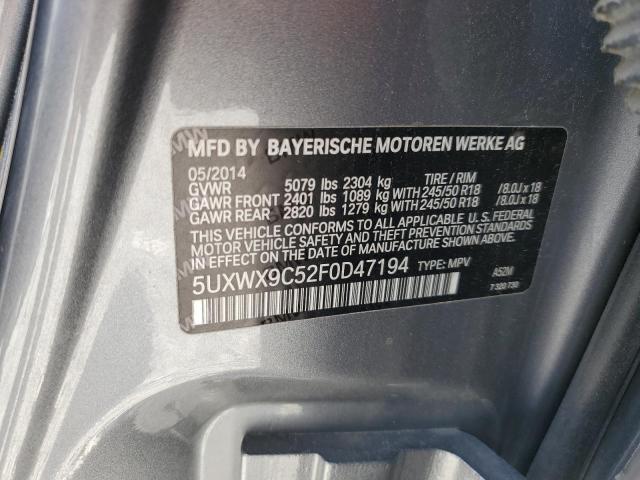 MFD BY BAYERISCHE MOTOREN WERKE AG
05/2014
GVWR 5079 lbs 2304 kg TIRE / RIM
GAWR FRONT 2401 lbs 1089 kg WITH 245/50 R18 /8.0J x 18
GAWR REAR 2820 lbs 1279 kg WITH 245/50 R18 /8.0J x 18
THIS VEHICLE CONFORMS TO ALL APPLICABLE U.S. FEDERAL
MOTOR VEHICLE SAFETY AND THEFT PREVENTION STANDARDS
IN EFFECT ON THE DATE OF MANUFACTURE SHOWN ABOVE.
5UXWX9C52F0D47194 TYPE: MPV A52M
7 320 730